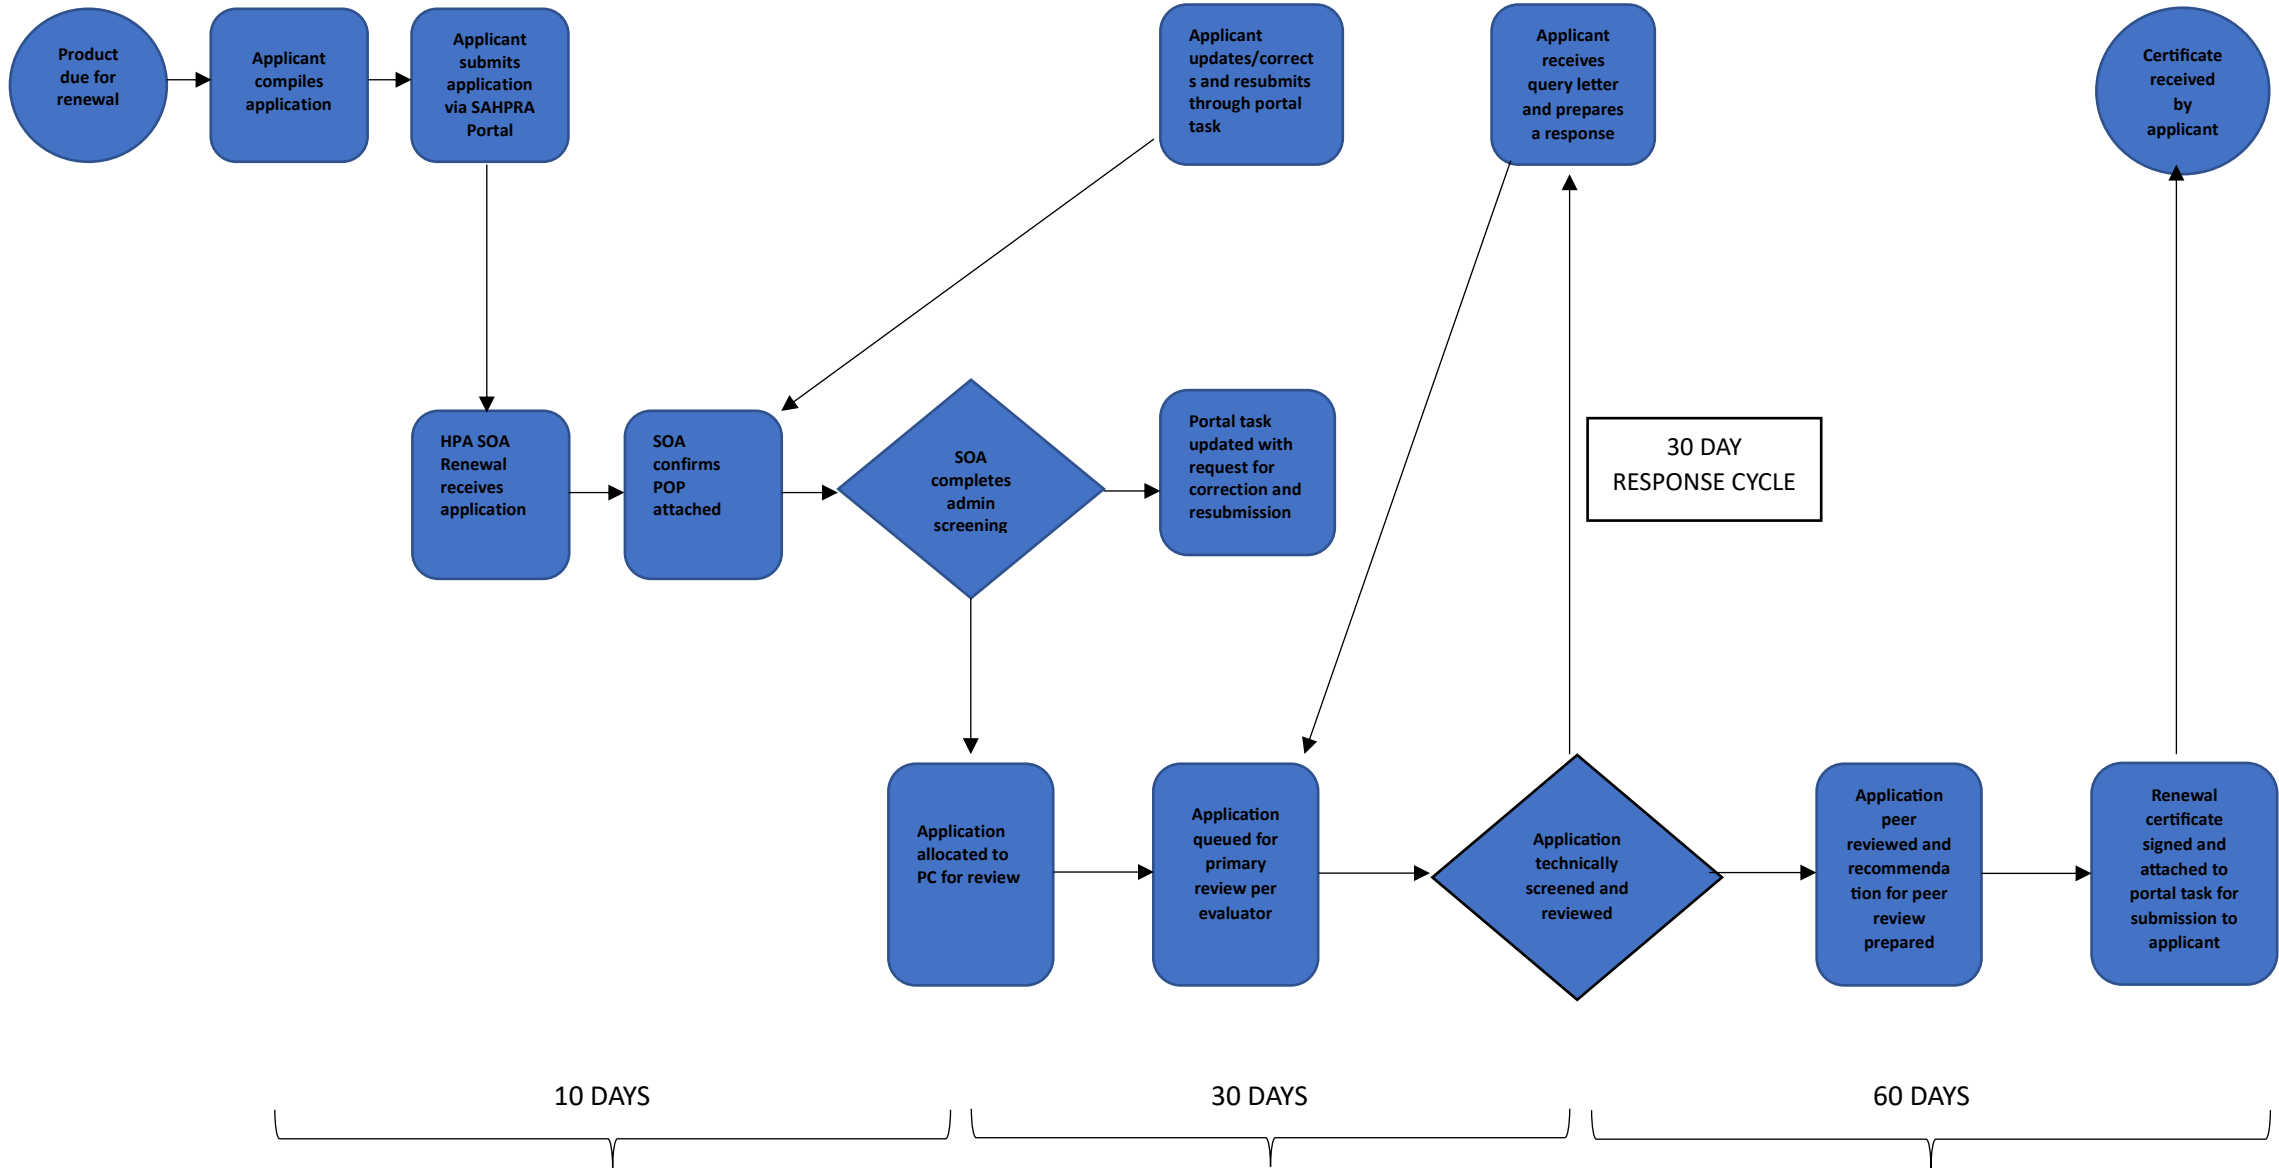 Product
due for
renewal
Applicant
compiles
application
Applicant
submits
application
via SAHPRA
Portal
Applicant
updates/correct
s and resubmits
through portal
task
Applicant
receives
query letter
and prepares
a response
Certificate
received
by
applicant
HPA SOA
Renewal
receives
application
SOA
confirms
POP
attached
SOA
completes
admin
screening
Portal task
updated with
request for
correction and
resubmission
30 DAY
RESPONSE CYCLE
Application
allocated to
PC for review
Application
queued for
primary
review per
evaluator
Application
technically
screened and
reviewed
Application
peer
reviewed and
recommenda
tion for peer
review
prepared
Renewal
certificate
signed and
attached to
portal task for
submission to
applicant
10 DAYS
30 DAYS
60 DAYS